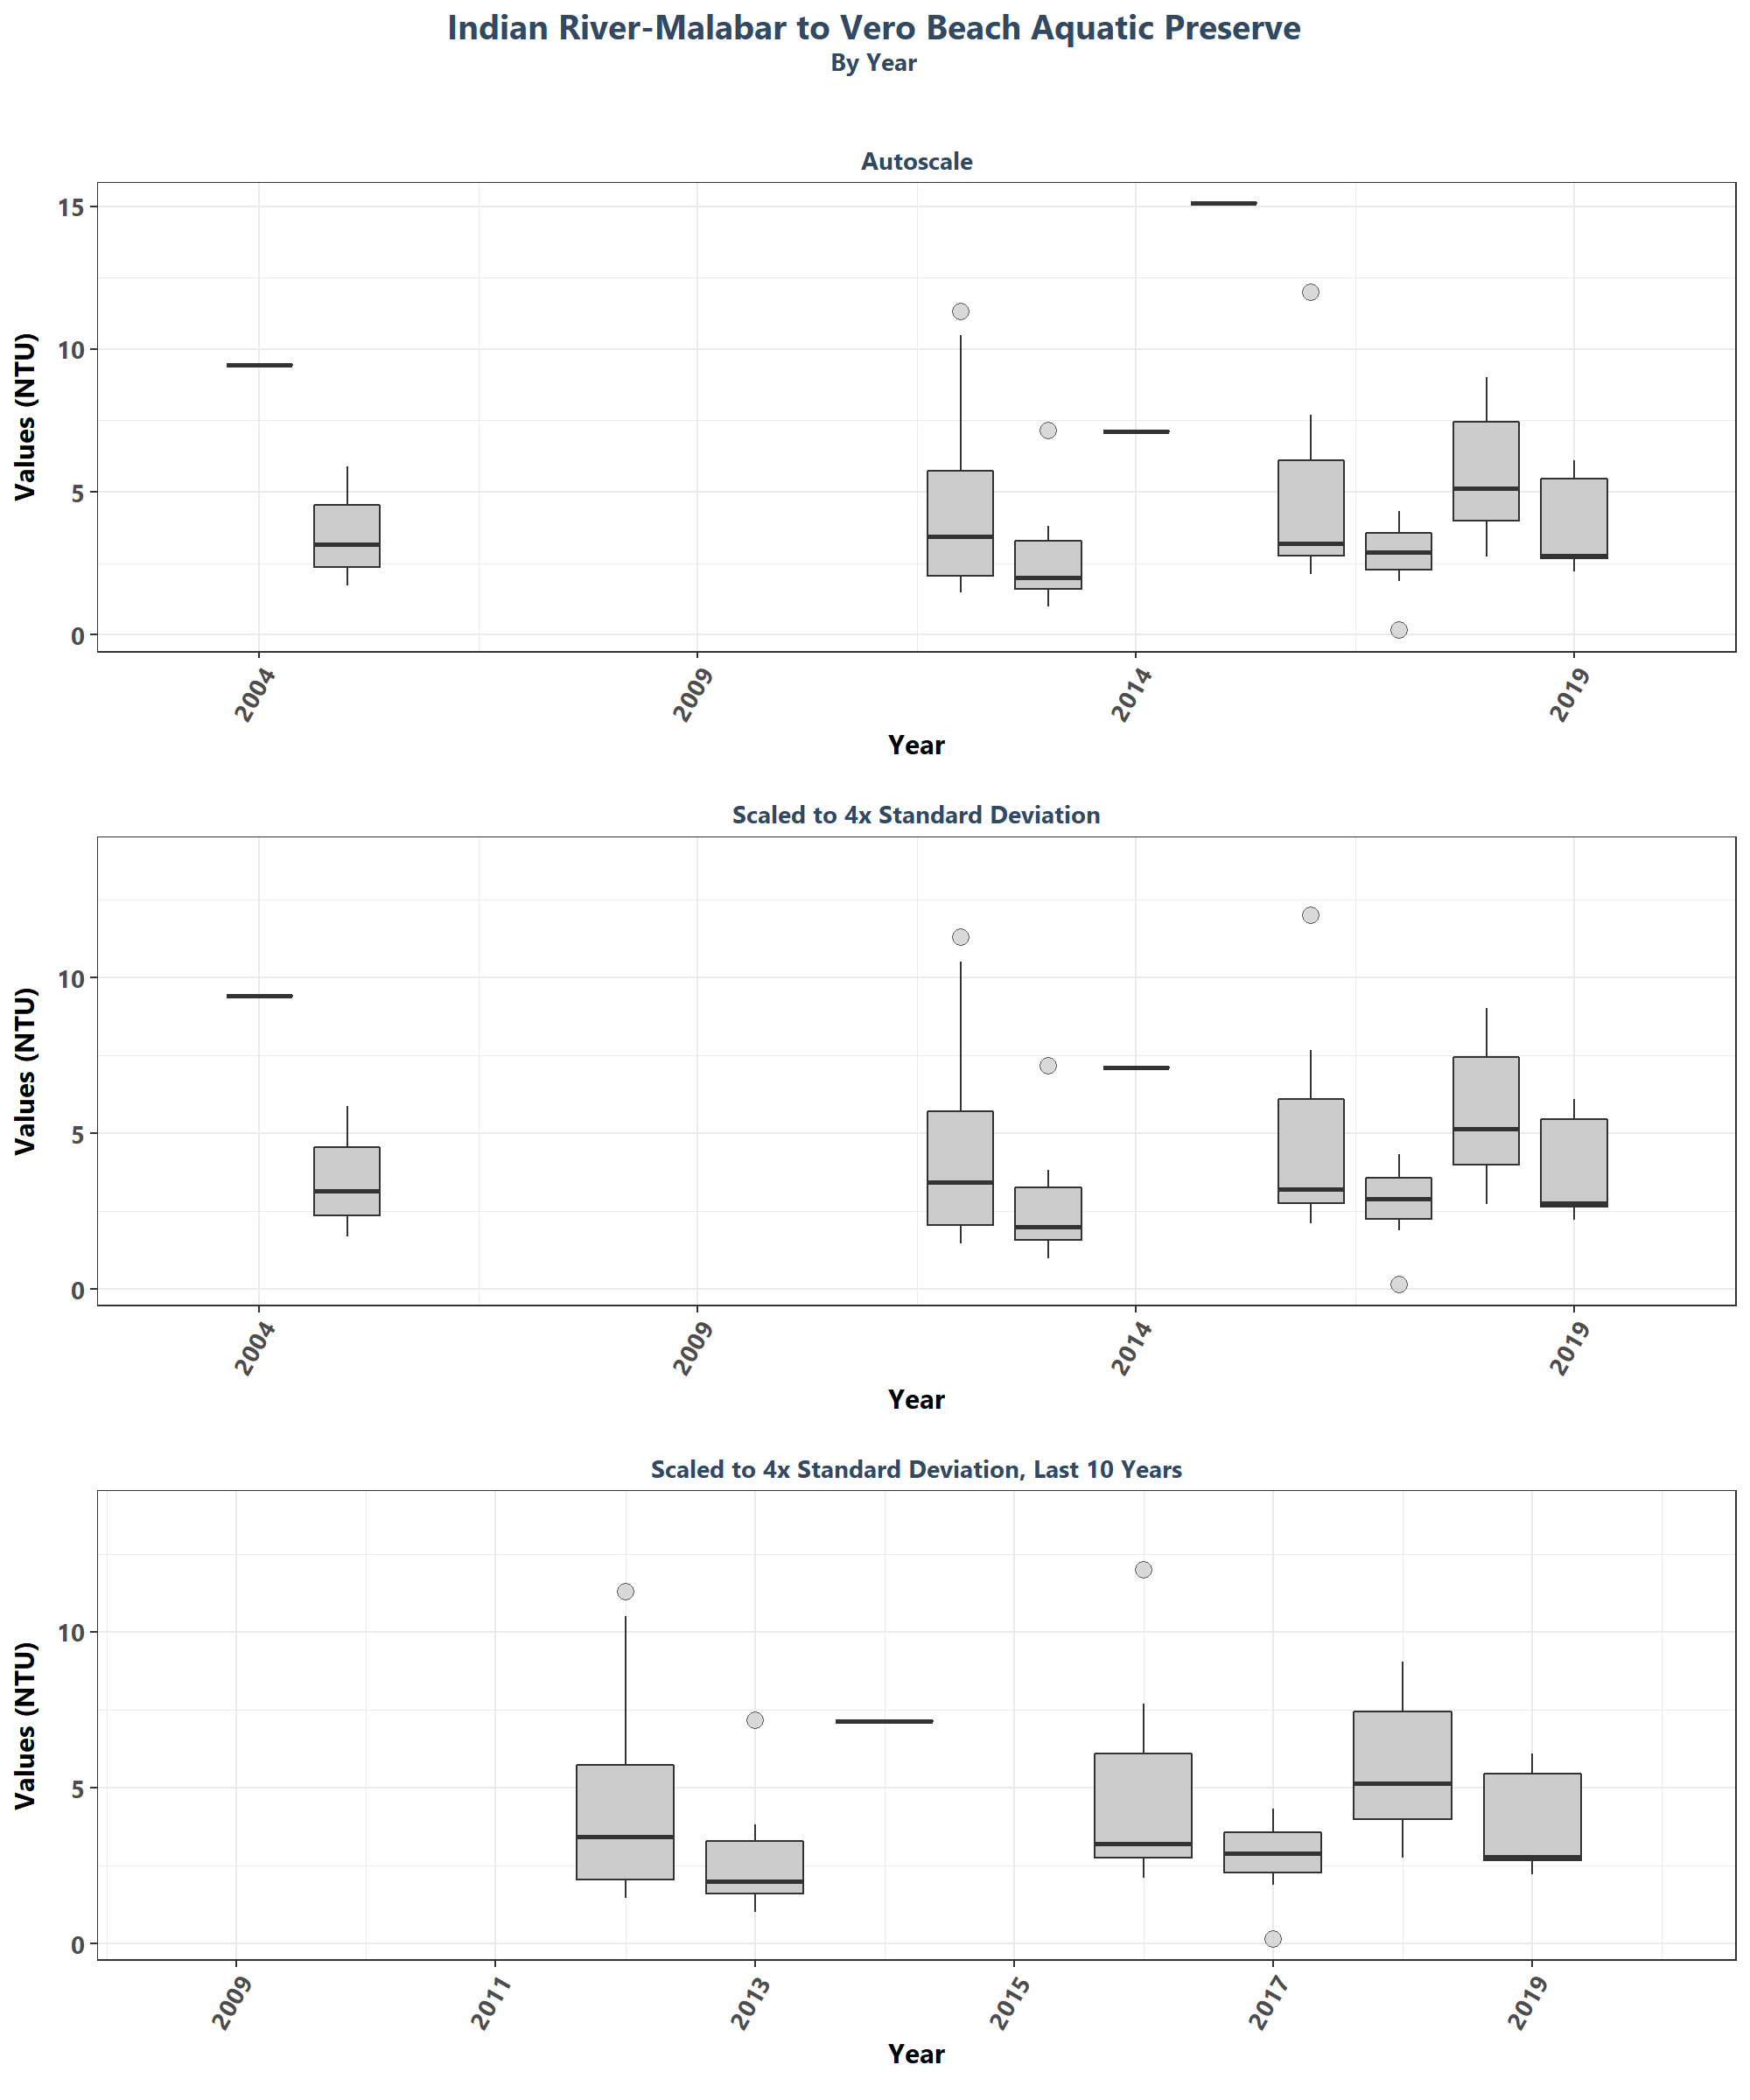 Indian River-Malabar to Vero Beach Aquatic Preserve
By Year
Autoscale
Values (NTU)
15
10
5
0
2004
2009
2014
2019
Year
Scaled to 4x Standard Deviation
Values (NTU)
10
5
0
2004
2009
2014
2019
Year
Scaled to 4x Standard Deviation, Last 10 Years
Values (NTU)
10
5
0
2009
2011
2013
2015
2017
2019
Year